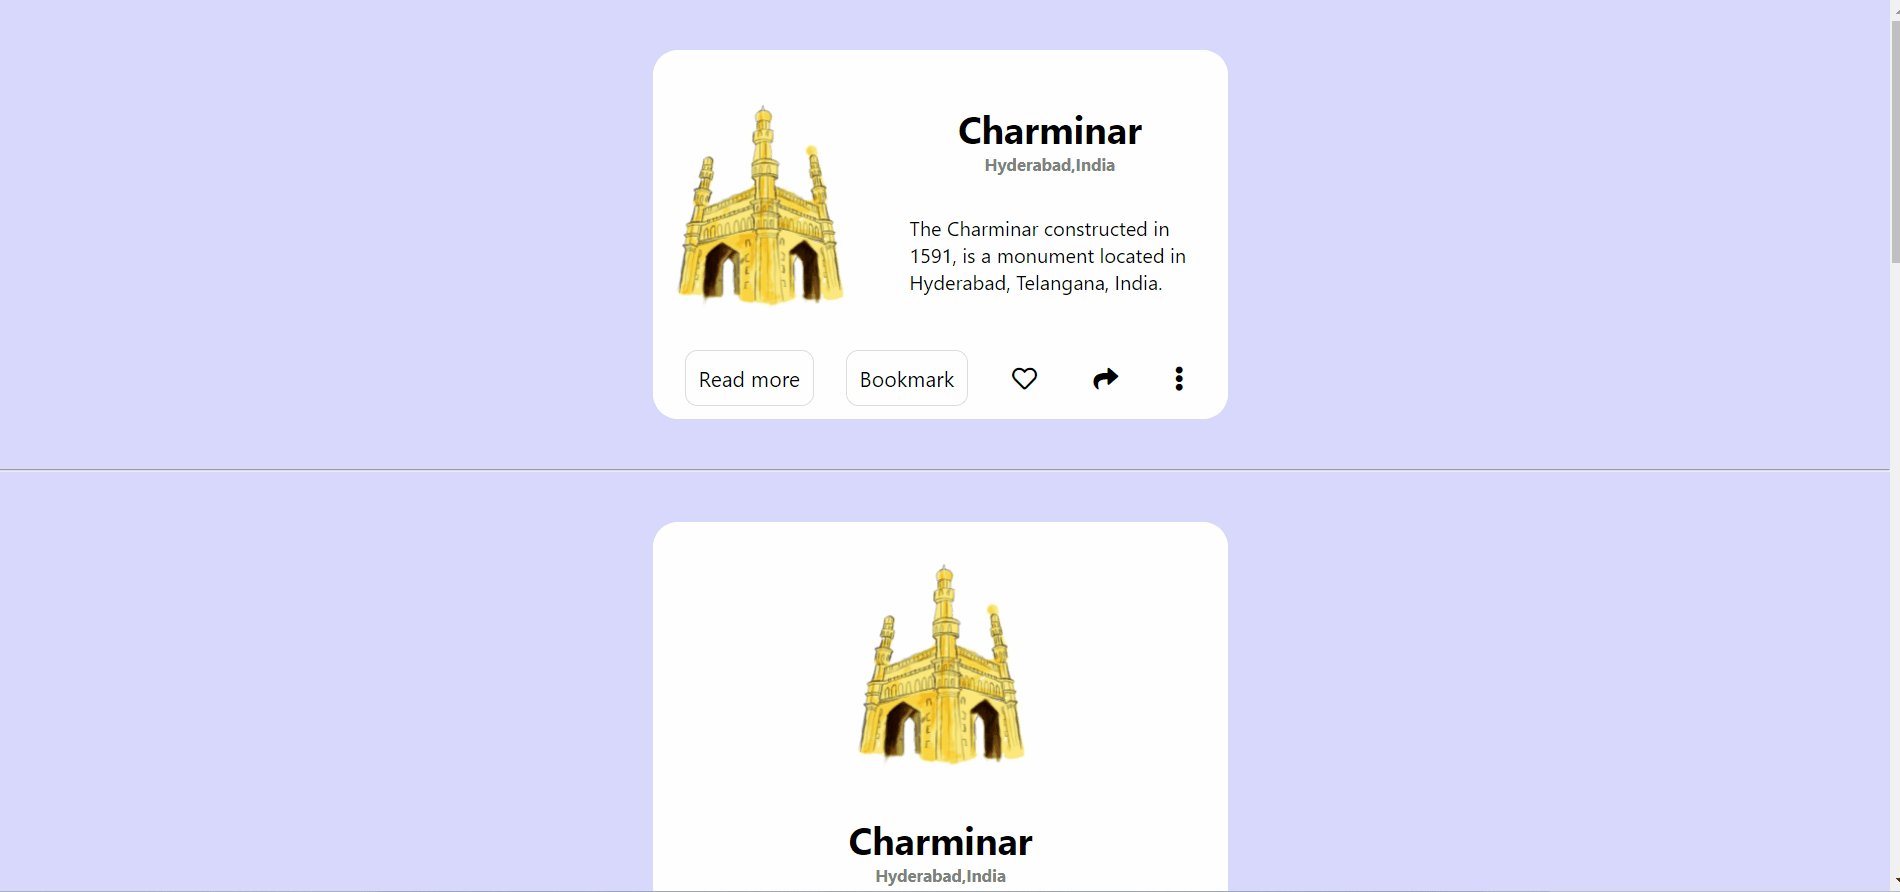 Charminar
Hyderabad,India
The Charminar constructed in
1591, is a monument located in
Hyderabad, Telangana, India.
Read more
Bookmark
Charminar
Hyderabad,India